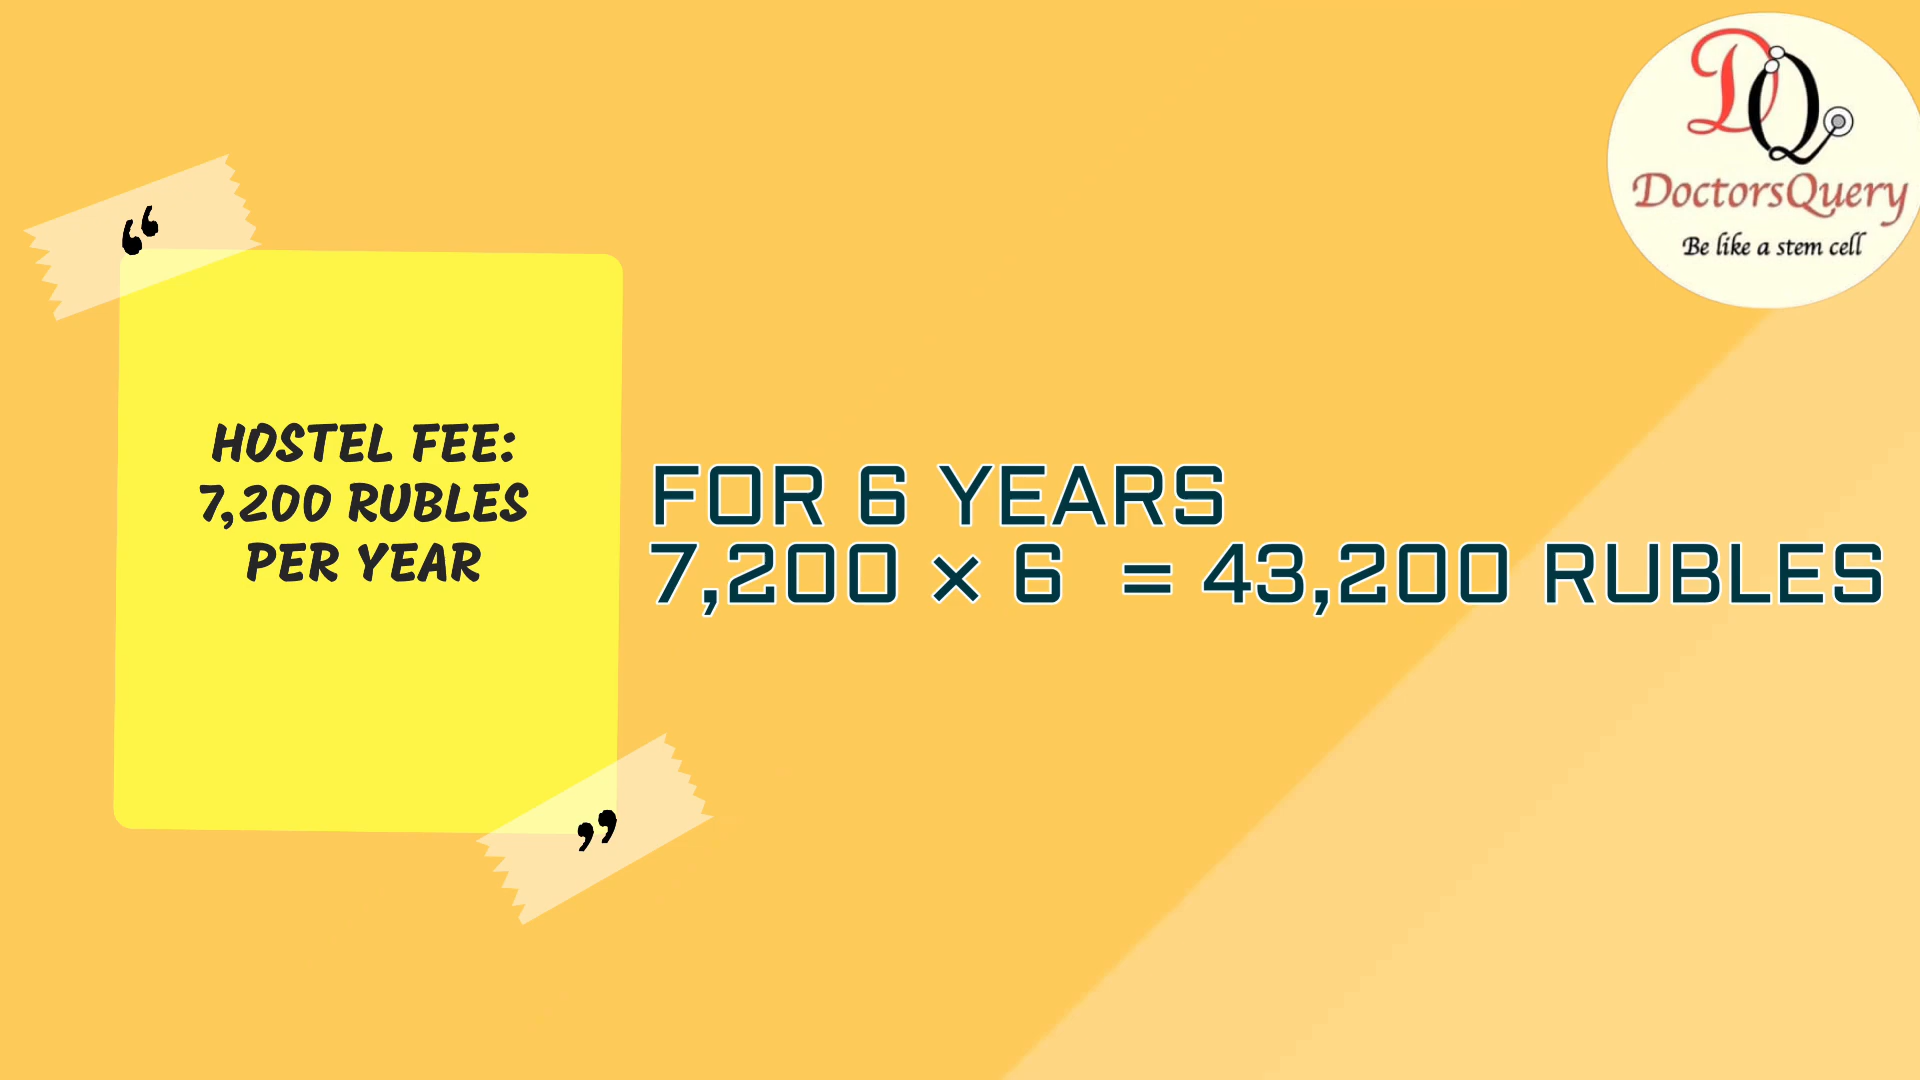 DQ
DoctorsQuery
Be like a stem cell
“
HOSTEL FEE:
7,200 RUBLES
PER YEAR
”
FOR 6 YEARS
7,200 × 6 = 43,200 RUBLES